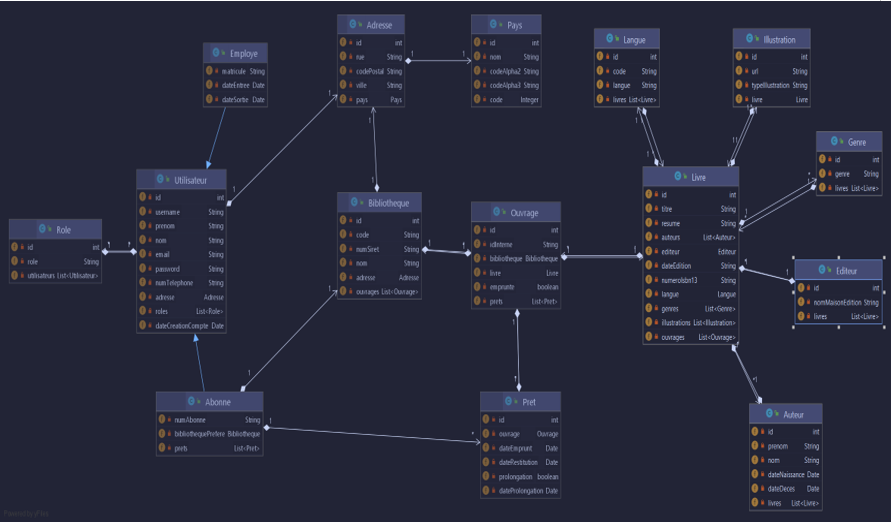 Employe
matricule String
dateEntree Date
dateSortie Date
Adresse
id int
rue String
codePostal String
ville String
pays Pays
Pays
id int
nom String
codeAlpha2 String
codeAlpha3 String
code Integer
Langue
id int
code String
langue String
livres List<Livre>
Illustration
id int
url String
typeIllustration String
livre Livre
Genre
id int
genre String
livres List<Livre>
Role
id int
role String
utilisateurs List<Utilisateur>
Utilisateur
id int
username String
prenom String
nom String
email String
password String
numTelephone String
adresse Adresse
roles List<Role>
dateCreationCompte Date
Bibliotheque
id int
code String
numSiret String
nom String
adresse Adresse
ouvrages List<Ouvrage>
Ouvrage
id int
idInterne String
bibliotheque Bibliotheque
livre Livre
emprunte boolean
prets List<Pret>
Livre
id int
titre String
resume String
auteurs List<Auteur>
editeur Editeur
dateEdition String
numeroIsbn13 String
langue Langue
genres List<Genre>
illustrations List<Illustration>
ouvrages List<Ouvrage>
Editeur
id int
nomMaisonEdition String
livres List<Livre>
Abonne
numAbonne String
bibliothequePrefere Bibliotheque
prets List<Pret>
Pret
id int
ouvrage Ouvrage
dateEmprunt Date
dateRestitution Date
prolongation boolean
dateProlongation Date
Auteur
id int
prenom String
nom String
dateNaissance Date
dateDeces Date
livres List<Livre>